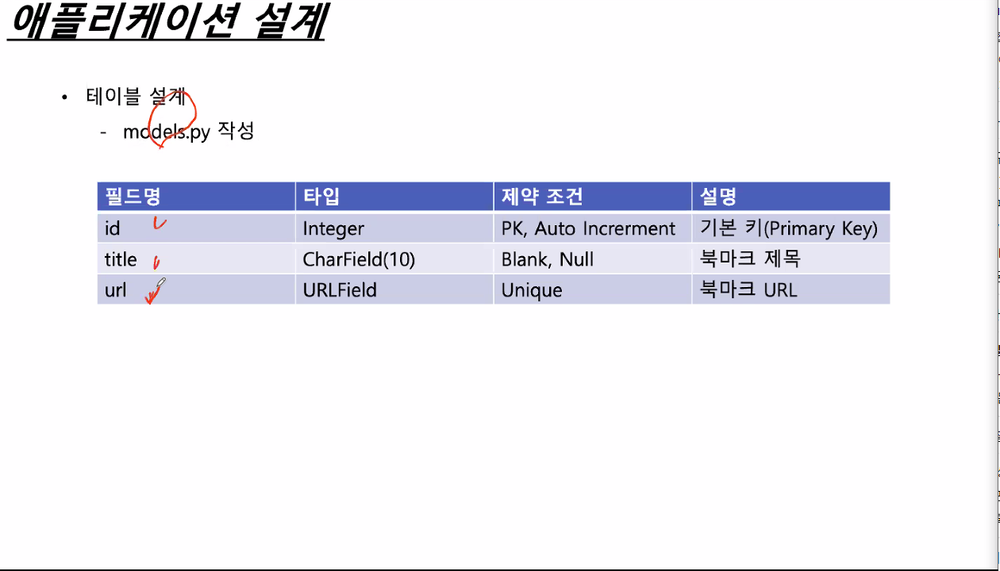 애플리케이션 설계
• 테이블 설계
- models.py 작성
필드명 타입 제약 조건 설명
id Integer PK, Auto Increrment 기본 키(Primary Key)
title CharField(10) Blank, Null 북마크 제목
url URLField Unique 북마크 URL